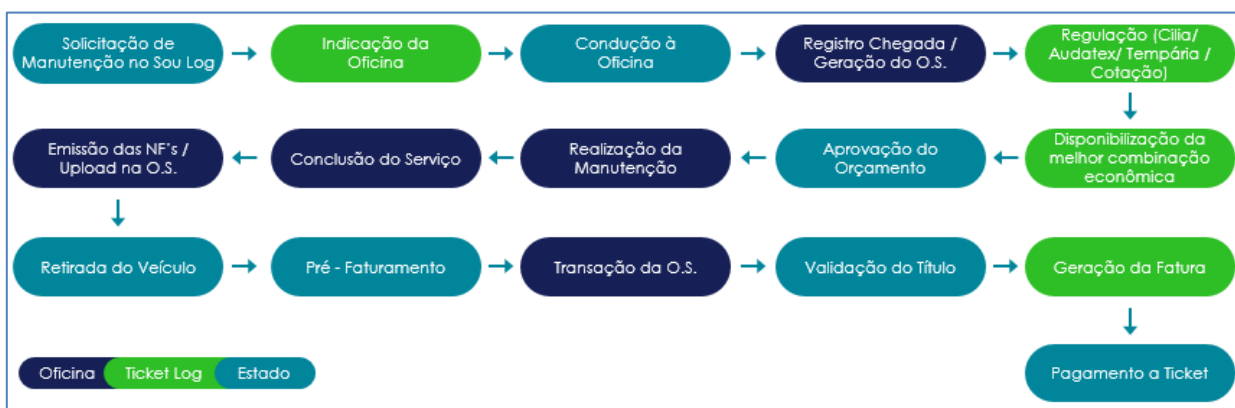 Solicitação de
Manutenção no Sou Log
Indicação da
Oficina
Condução à
Oficina
Registro Chegada /
Geração do O.S.
Regulação (Cilia/
Audatex/ Tempária /
Cotação)
Emissão das NF's /
Upload na O.S.
Conclusão do Serviço
Realização da
Manutenção
Aprovação do
Orçamento
Disponibilização da
melhor combinação
econômica
Retirada do Veículo
Pré - Faturamento
Transação da O.S.
Validação do Título
Geração da Fatura
Oficina
Ticket Log
Estado
Pagamento a Ticket